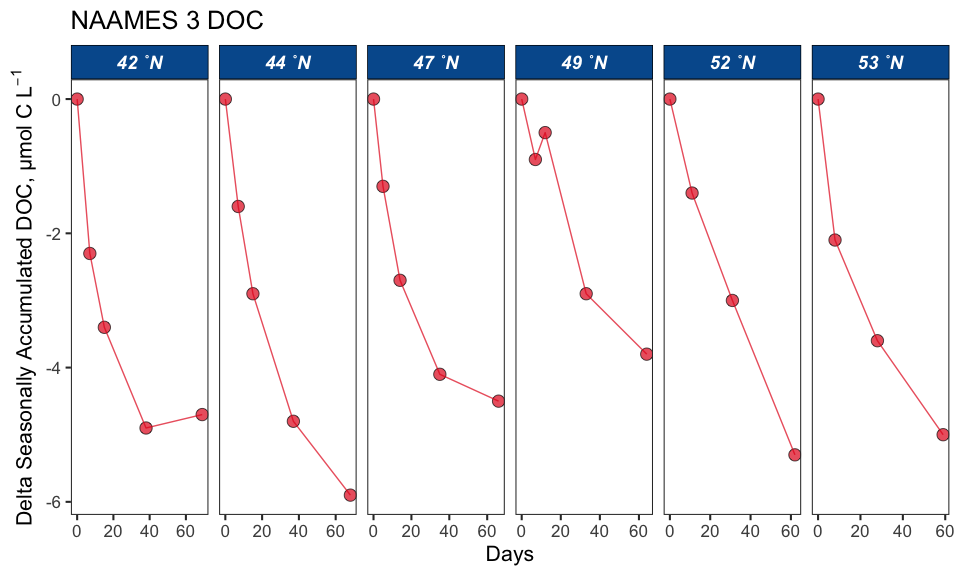 NAAMES 3 DOC
42 °N 44 °N 47 °N 49 °N 52 °N 53 °N
Delta Seasonally Accumulated DOC, µmol C L⁻¹
0
-2
-4
-6
0 20 40 60 0 20 40 60 0 20 40 60 0 20 40 60 0 20 40 60 0 20 40 60
Days